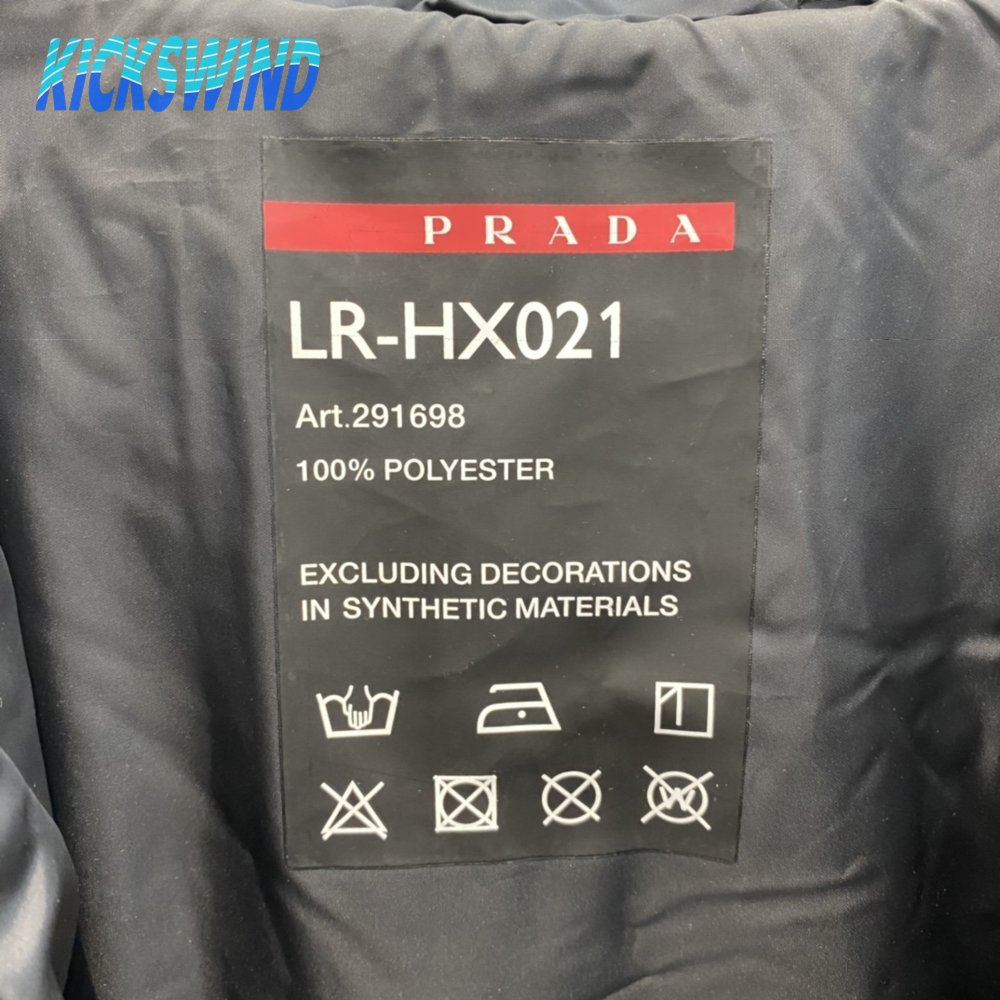 KICKSWIND
PRADA
LR-HX021
Art.291698
100% POLYESTER
EXCLUDING DECORATIONS
IN SYNTHETIC MATERIALS
W